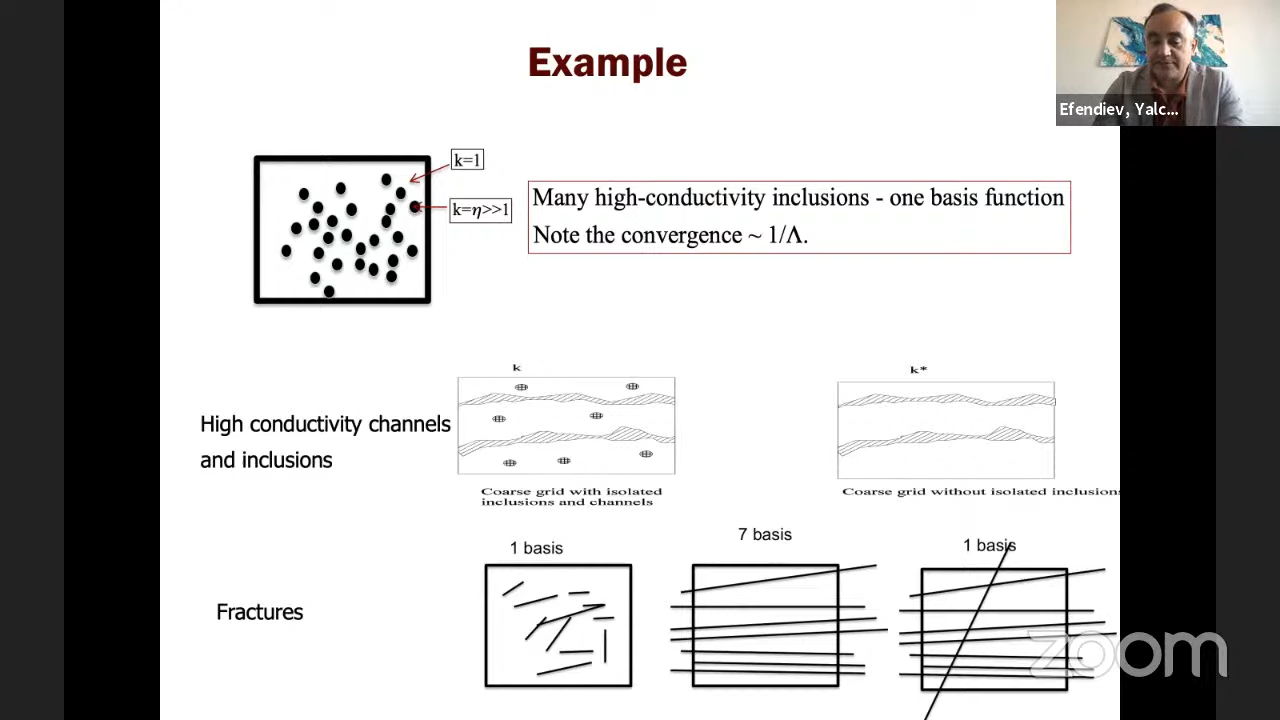 Example
Efendiev, Yalc...
k=1
k=η>>1
Many high-conductivity inclusions - one basis function
Note the convergence ~ 1/Λ.
k
k*
High conductivity channels
and inclusions
Coarse grid with isolated
inclusions and channels
Coarse grid without isolated inclusions
1 basis
7 basis
1 basis
Fractures
zoom